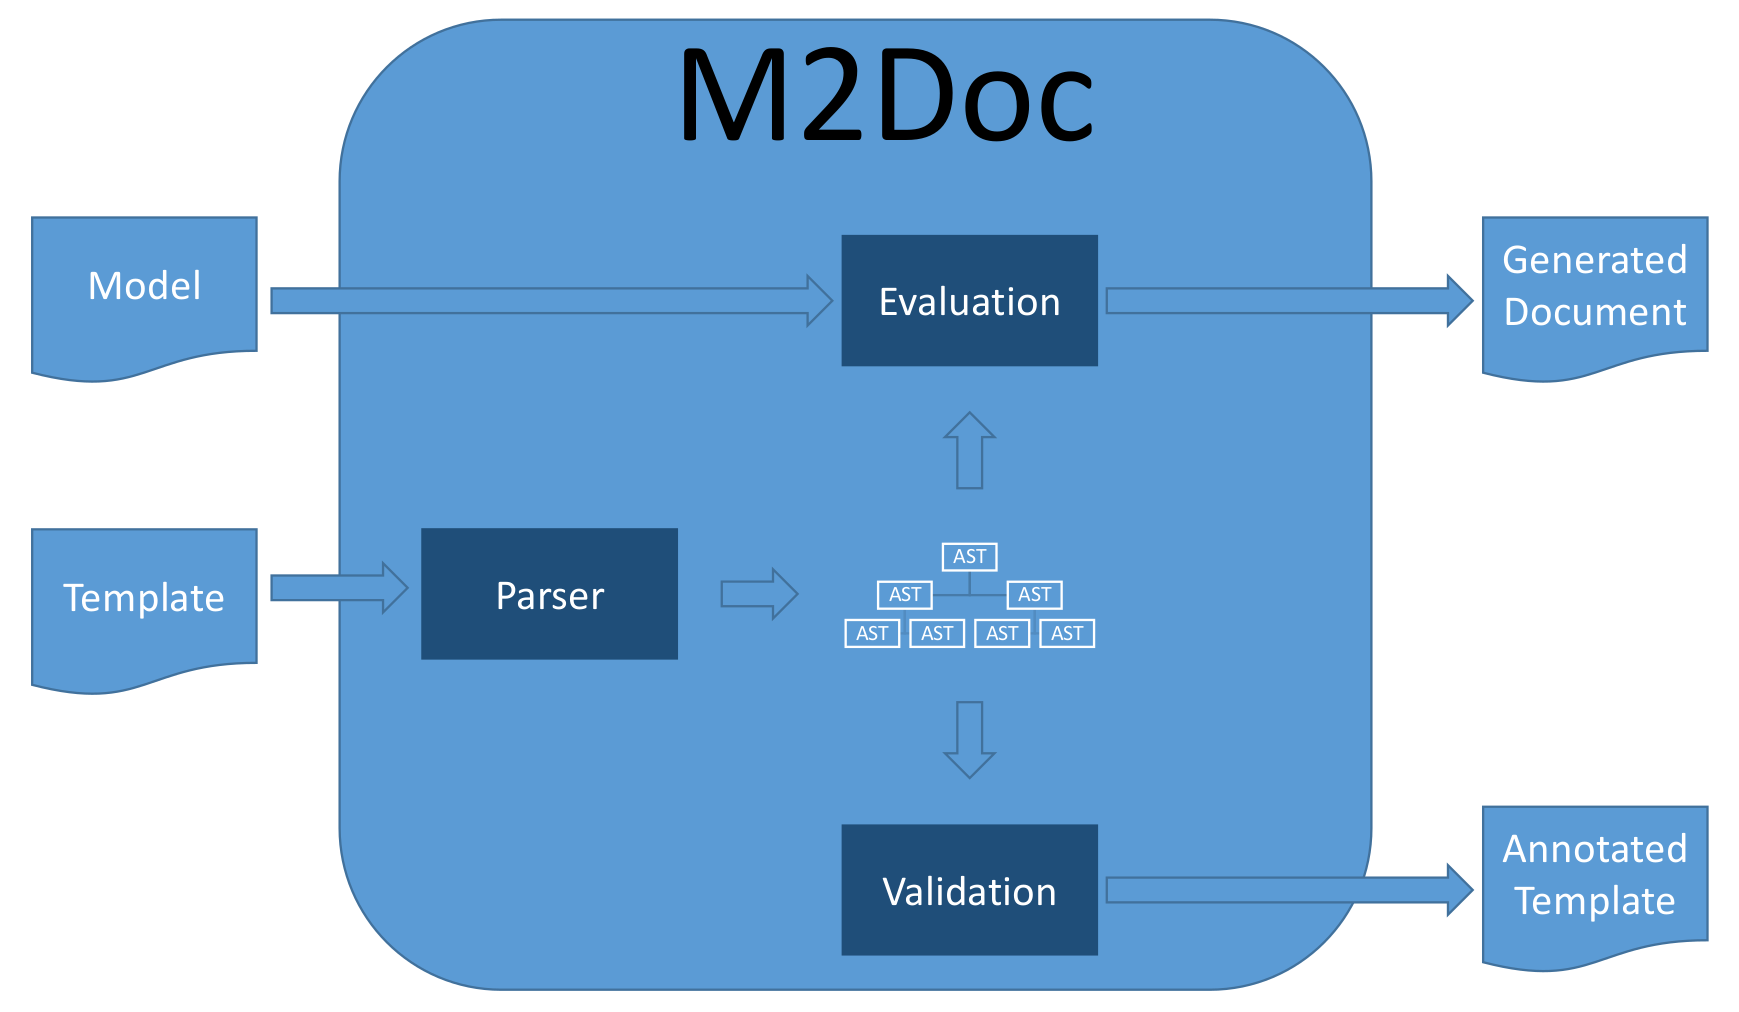 M2Doc
Model
Evaluation
Generated
Document
Template
Parser
AST
AST AST
AST AST AST AST
Validation
Annotated
Template